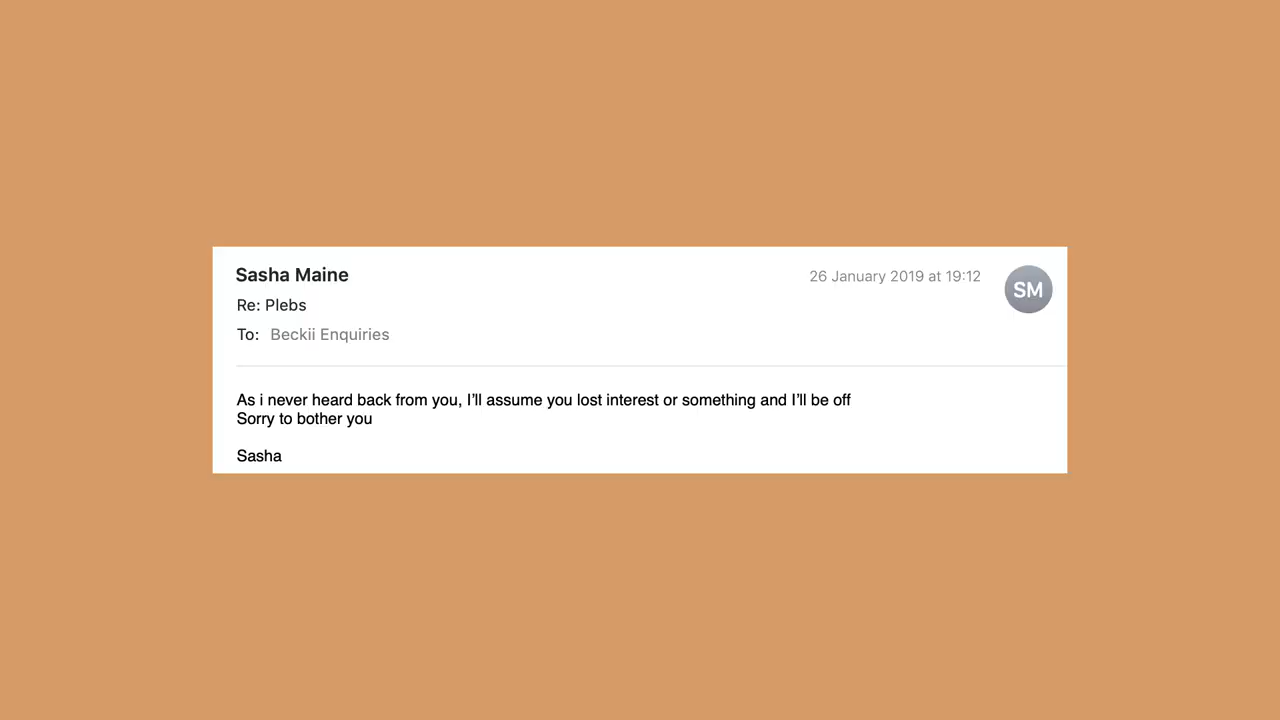 Sasha Maine
26 January 2019 at 19:12
SM
Re: Plebs
To: Beckii Enquiries
As i never heard back from you, I’ll assume you lost interest or something and I’ll be off
Sorry to bother you
Sasha